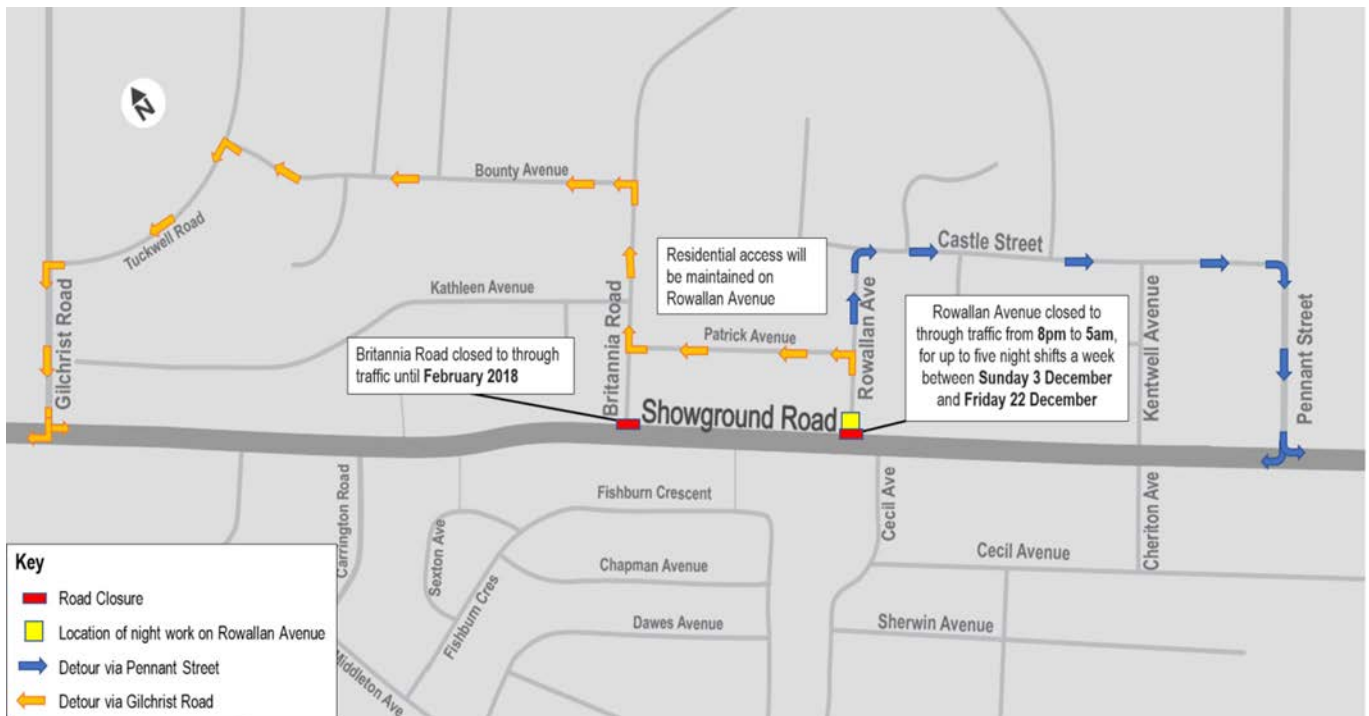 N
Bounty Avenue
Tuckwell Road
Castle Street
Residential access will
be maintained on
Rowallan Avenue
Kathleen Avenue
Gilchrist Road
Britannia Road
Patrick Avenue
Rowallan Ave
Rowallan Avenue closed to
through traffic from 8pm to 5am,
for up to five night shifts a week
between Sunday 3 December
and Friday 22 December
Kentwell Avenue
Pennant Street
Britannia Road closed to through
traffic until February 2018
Showground Road
Carrington Road
Sexton Ave
Fishburn Crescent
Fishburn Cres
Chapman Avenue
Dawes Avenue
Middleton Ave
Cecil Ave
Cecil Avenue
Cheriton Ave
Sherwin Avenue
Key
Road Closure
Location of night work on Rowallan Avenue
Detour via Pennant Street
Detour via Gilchrist Road